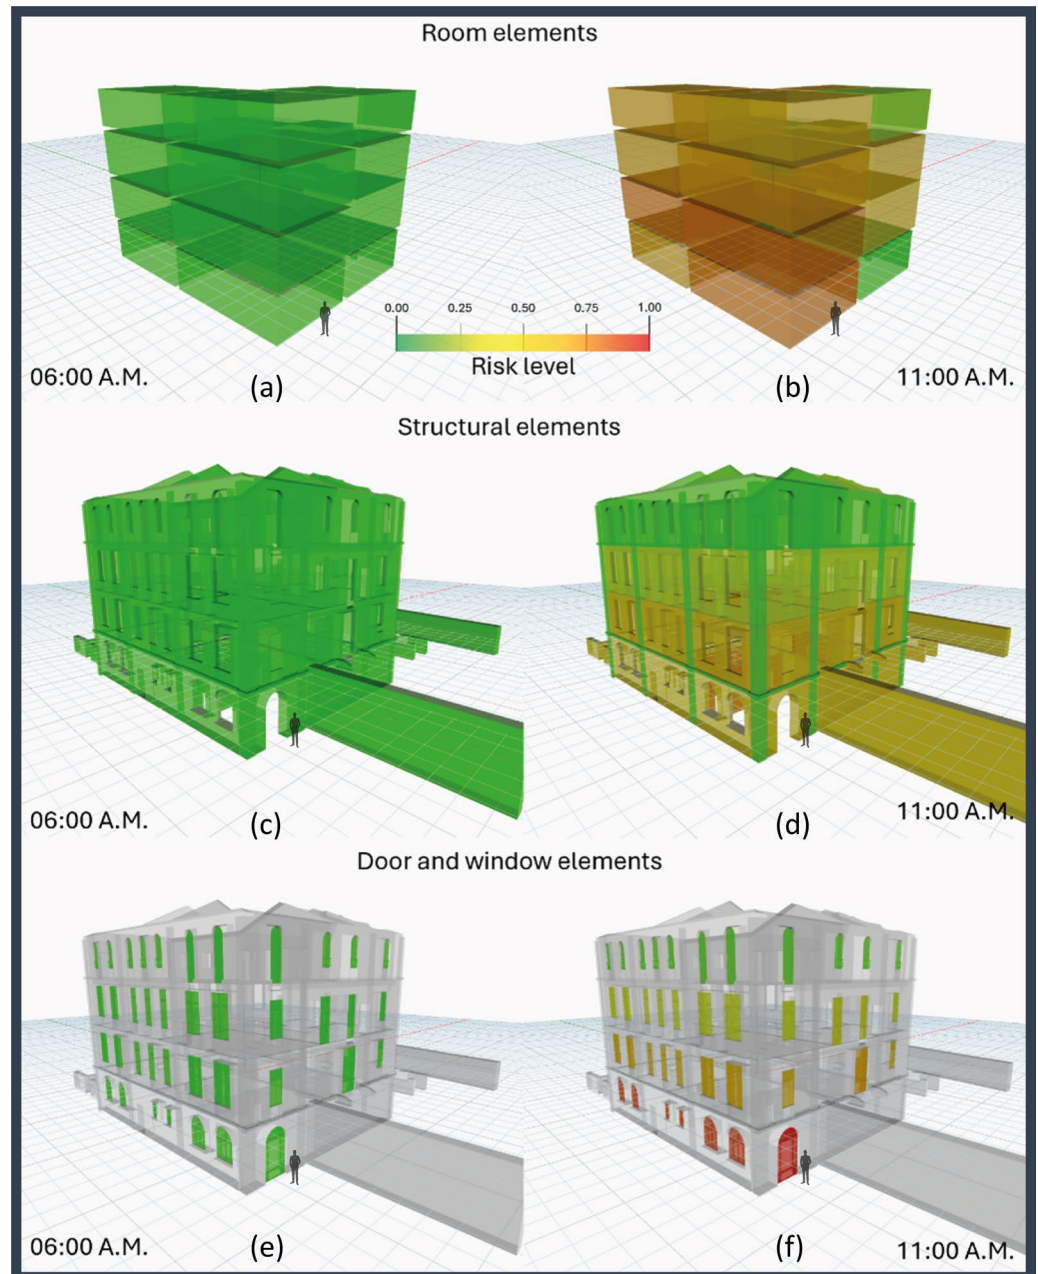 Room elements
0.00 0.25 0.50 0.75 1.00
Risk level
06:00 A.M. (a) (b) 11:00 A.M.
Structural elements
06:00 A.M. (c) (d) 11:00 A.M.
Door and window elements
06:00 A.M. (e) (f) 11:00 A.M.